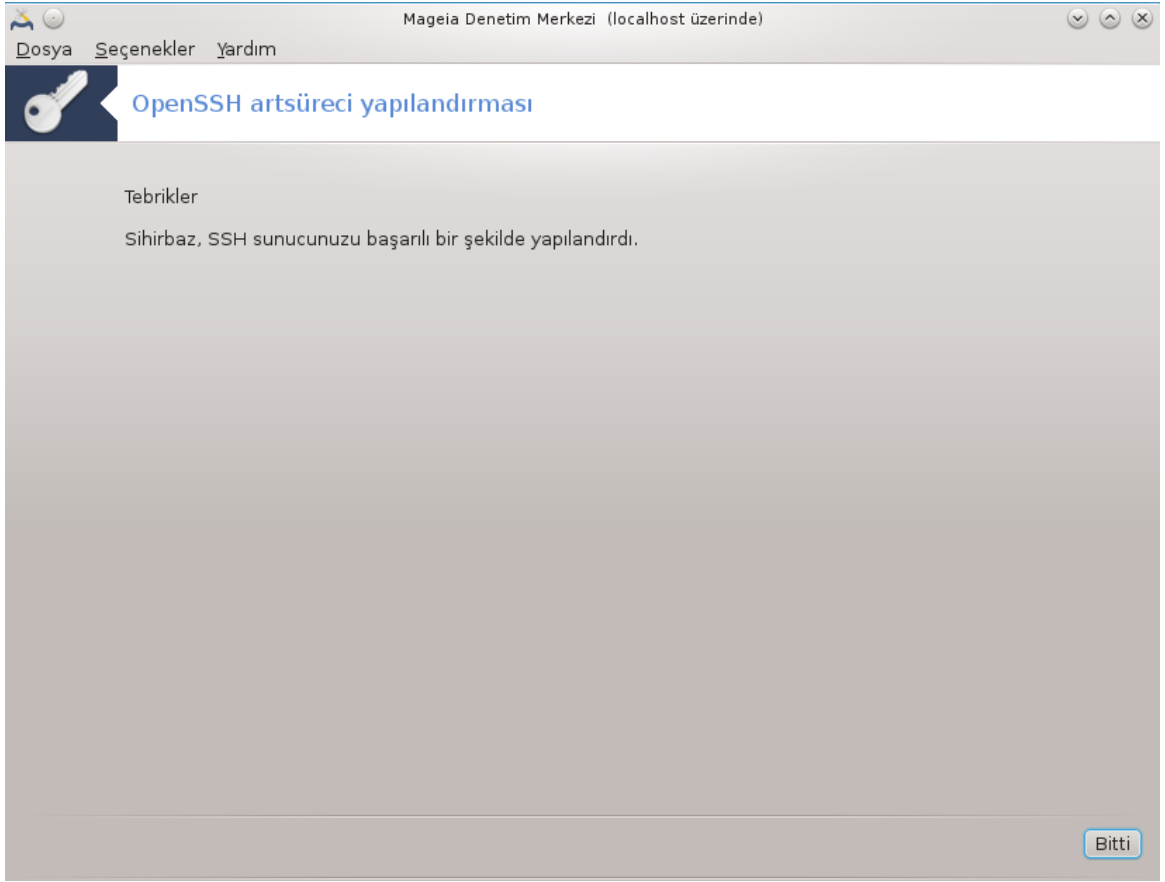 Mageia Denetim Merkezi (localhost üzerinde)
Dosya Seçenekler Yardım
OpenSSH artsüreci yapılandırması
Tebrikler
Sihirbaz, SSH sunucunuzu başarılı bir şekilde yapılandırdı.
Bitti